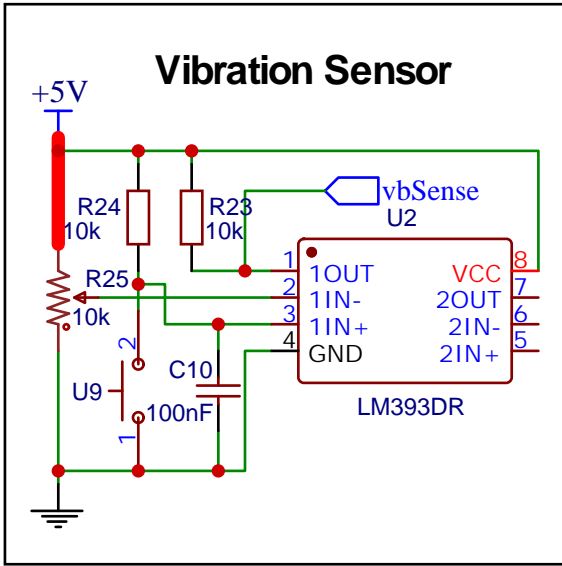 Vibration Sensor
+5V
vbSense
R24
10k
R23
10k
U2
1
1OUT
VCC
8
R25
10k
2
1IN-
2OUT
7
3
1IN+
2IN-
6
4
GND
2IN+
5
2
U9
1
C10
100nF
LM393DR